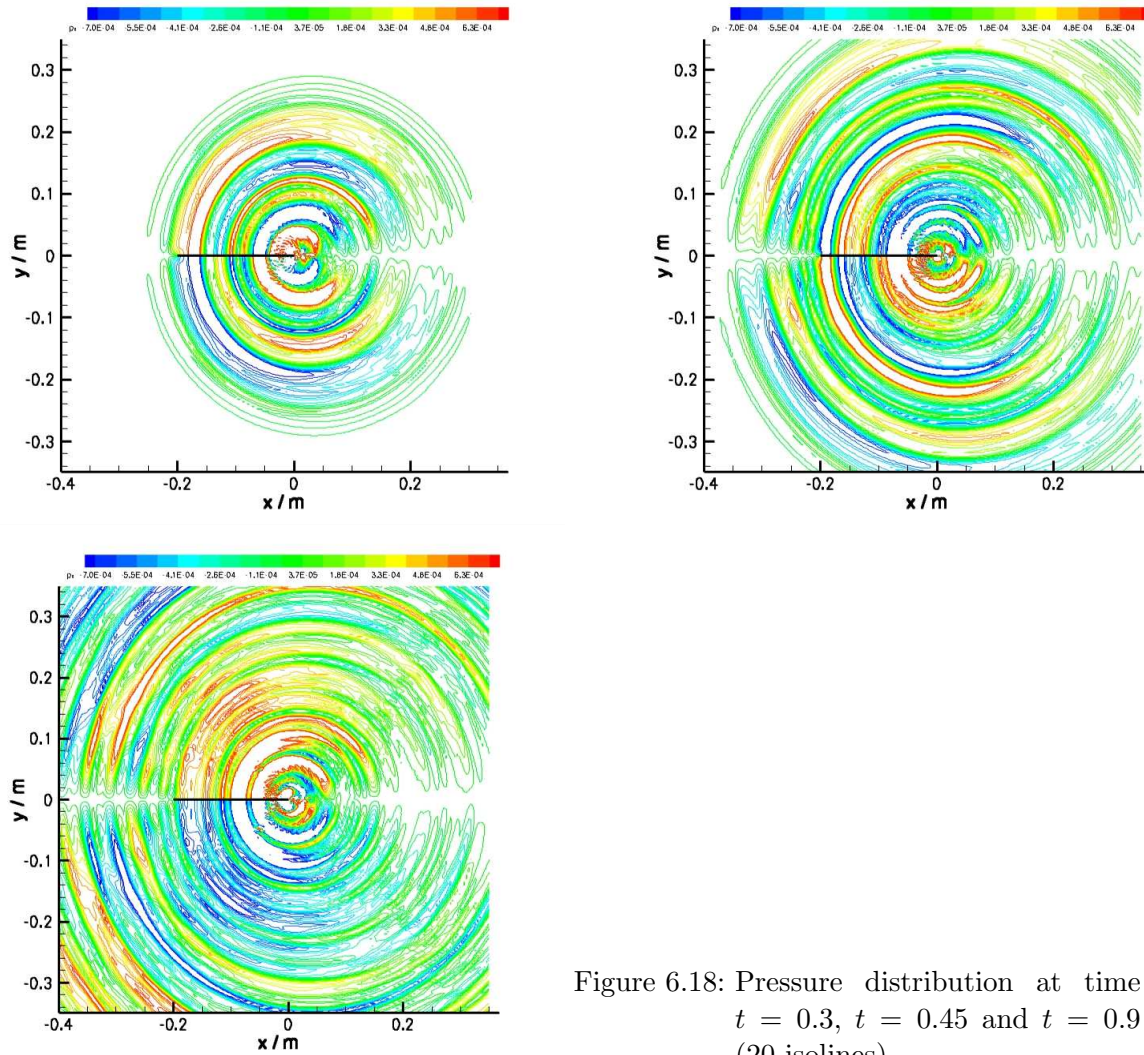 p: -7.0E-04 -5.5E-04 -4.1E-04 -2.6E-04 -1.1E-04 3.7E-05 1.8E-04 3.3E-04 4.8E-04 6.3E-04
0.3
0.2
0.1
0
-0.1
-0.2
-0.3
y / m
-0.4 -0.2 0 0.2
x / m
p: -7.0E-04 -5.5E-04 -4.1E-04 -2.6E-04 -1.1E-04 3.7E-05 1.8E-04 3.3E-04 4.8E-04 6.3E-04
0.3
0.2
0.1
0
-0.1
-0.2
-0.3
y / m
-0.4 -0.2 0 0.2
x / m
p: -7.0E-04 -5.5E-04 -4.1E-04 -2.6E-04 -1.1E-04 3.7E-05 1.8E-04 3.3E-04 4.8E-04 6.3E-04
0.3
0.2
0.1
0
-0.1
-0.2
-0.3
y / m
-0.4 -0.2 0 0.2
x / m
Figure 6.18: Pressure distribution at time
t = 0.3, t = 0.45 and t = 0.9
(20 isolines)